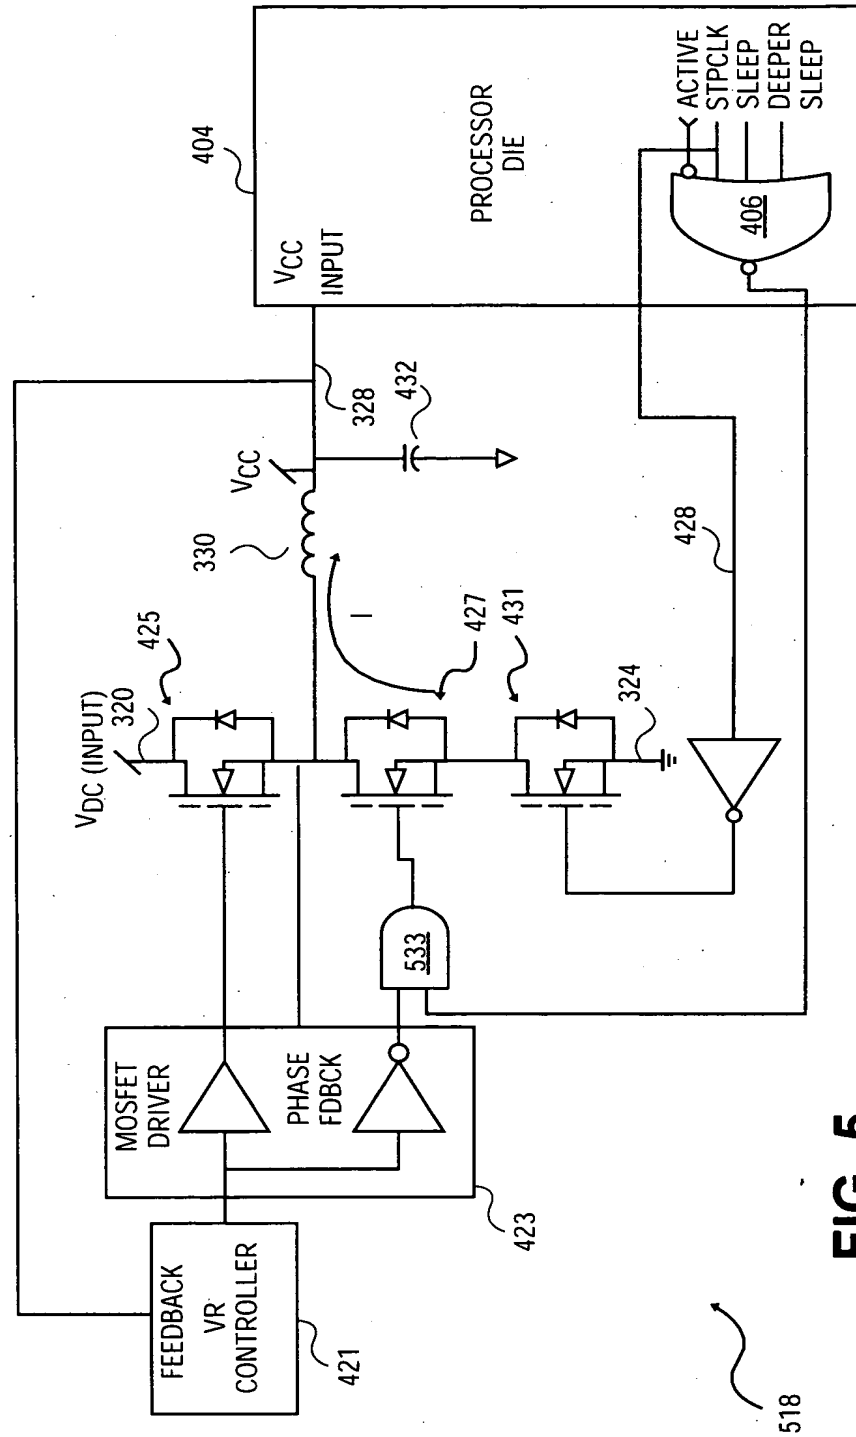 404
VCC
INPUT
PROCESSOR
DIE
406
ACTIVE
STPCLK
SLEEP
DEEPER
SLEEP
328
432
VCC
330
I
VDC (INPUT)
320
425
427
431
324
428
533
MOSFET
DRIVER
PHASE
FDBCK
423
FEEDBACK
VR
CONTROLLER
421
518
FIG. 5